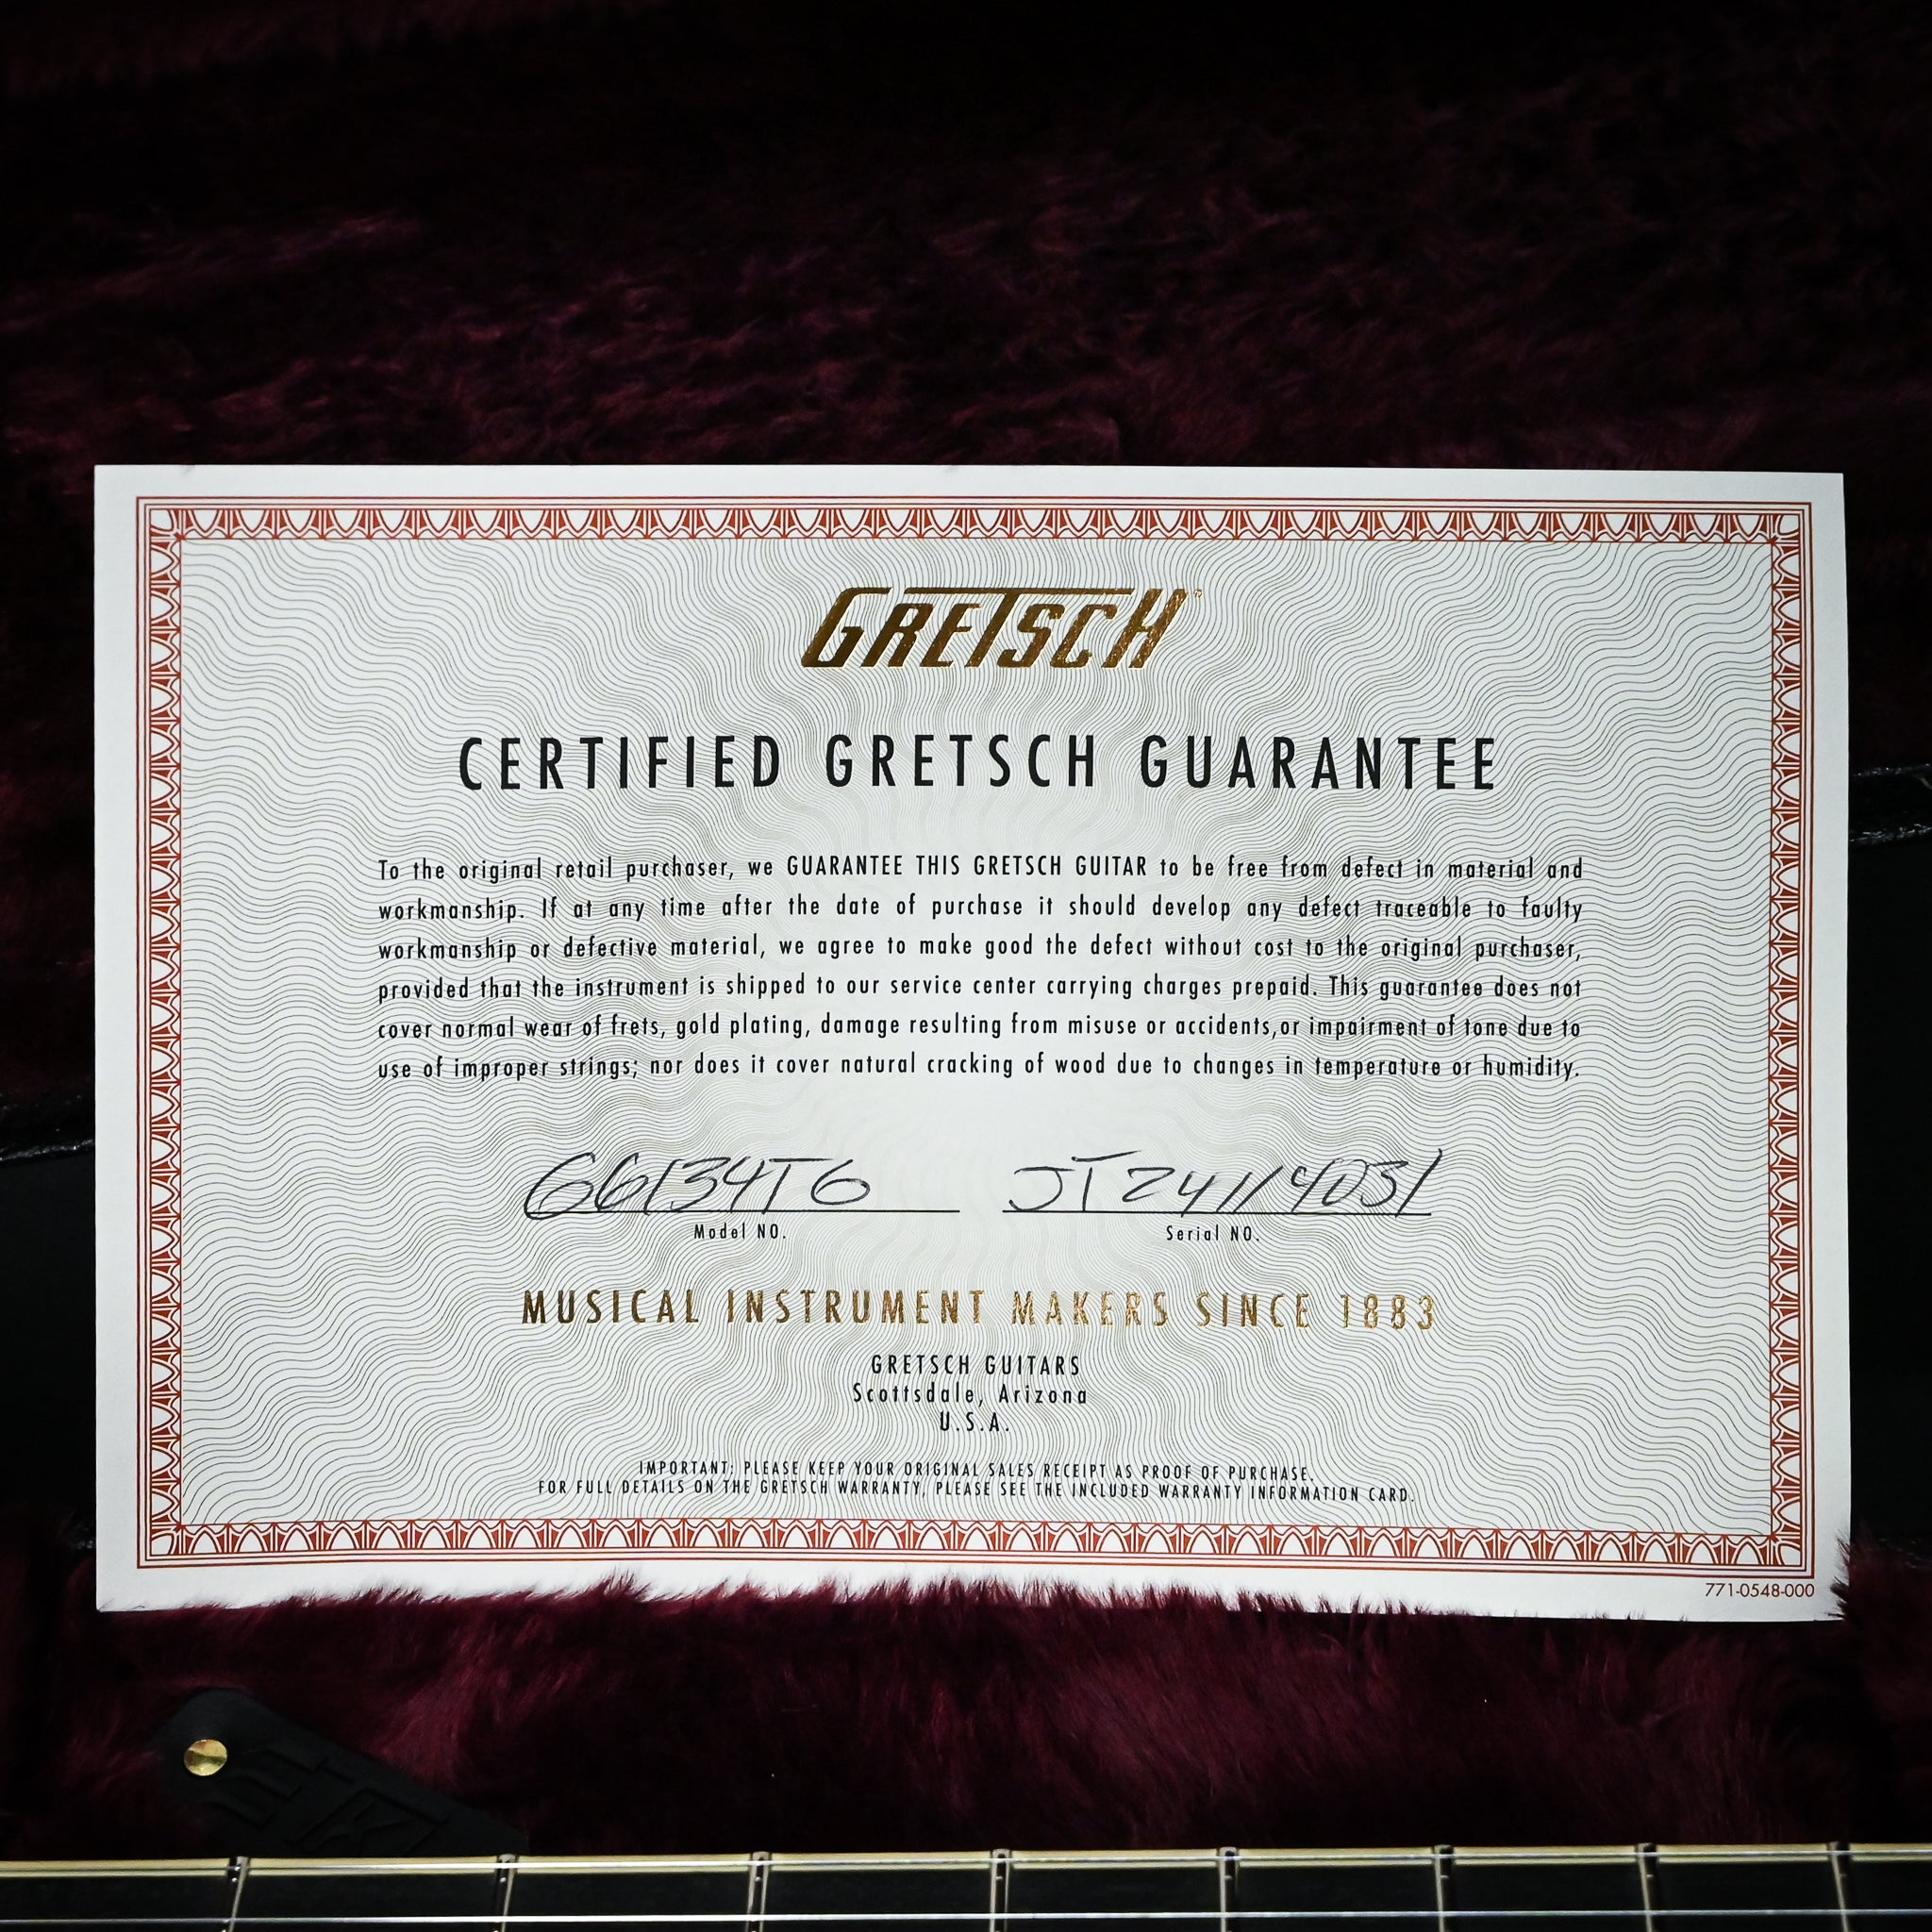 GRETSCH
CERTIFIED GRETSCH GUARANTEE
To the original retail purchaser, we GUARANTEE THIS GRETSCH GUITAR to be free from defect in material and
workmanship. If at any time after the date of purchase it should develop any defect traceable to faulty
workmanship or defective material, we agree to make good the defect without cost to the original purchaser,
provided that the instrument is shipped to our service center carrying charges prepaid. This guarantee does not
cover normal wear of frets, gold plating, damage resulting from misuse or accidents,or impairment of tone due to
use of improper strings; nor does it cover natural cracking of wood due to changes in temperature or humidity.
G6134TG JT24114031
Model NO. Serial NO.
MUSICAL INSTRUMENT MAKERS SINCE 1883
GRETSCH GUITARS
Scottsdale, Arizona
U.S.A.
IMPORTANT: PLEASE KEEP YOUR ORIGINAL SALES RECEIPT AS PROOF OF PURCHASE.
FOR FULL DETAILS ON THE GRETSCH WARRANTY, PLEASE SEE THE INCLUDED WARRANTY INFORMATION CARD.
771-0548-000